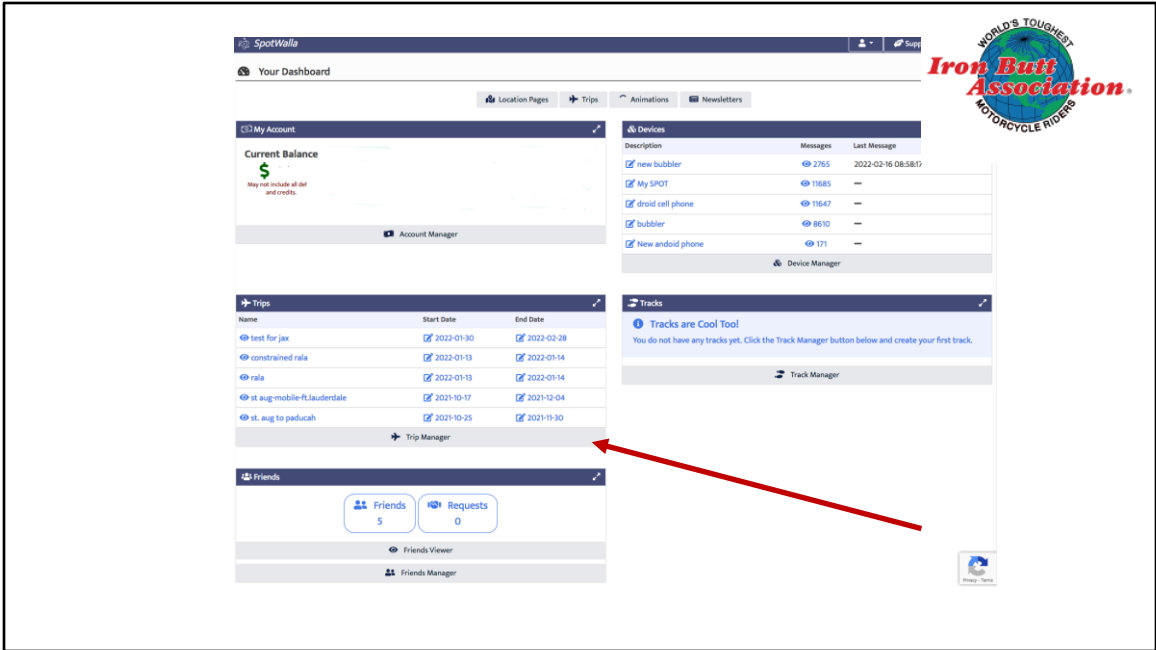 WORLD'S TOUGHEST
Iron Butt
Association.
MOTORCYCLE RIDERS
SpotWalla
Supp
Your Dashboard
Location Pages Trips Animations Newsletters
My Account
Current Balance
$
May not include all def
and credits.
Account Manager
Devices
Description Messages Last Message
new bubbler 2765 2022-02-16 08:58:17
My SPOT 11685 —
droid cell phone 11647 —
bubbler 8610 —
New andoid phone 171 —
Device Manager
Trips
Name Start Date End Date
test for jax 2022-01-30 2022-02-28
constrained rala 2022-01-13 2022-01-14
rala 2022-01-13 2022-01-14
st aug-mobile-ft.lauderdale 2021-10-17 2021-12-04
st. aug to paducah 2021-10-25 2021-11-30
Trip Manager
Tracks
Tracks are Cool Too!
You do not have any tracks yet. Click the Track Manager button below and create your first track.
Track Manager
Friends
Friends Requests
5 0
Friends Viewer
Friends Manager
Privacy - Terms